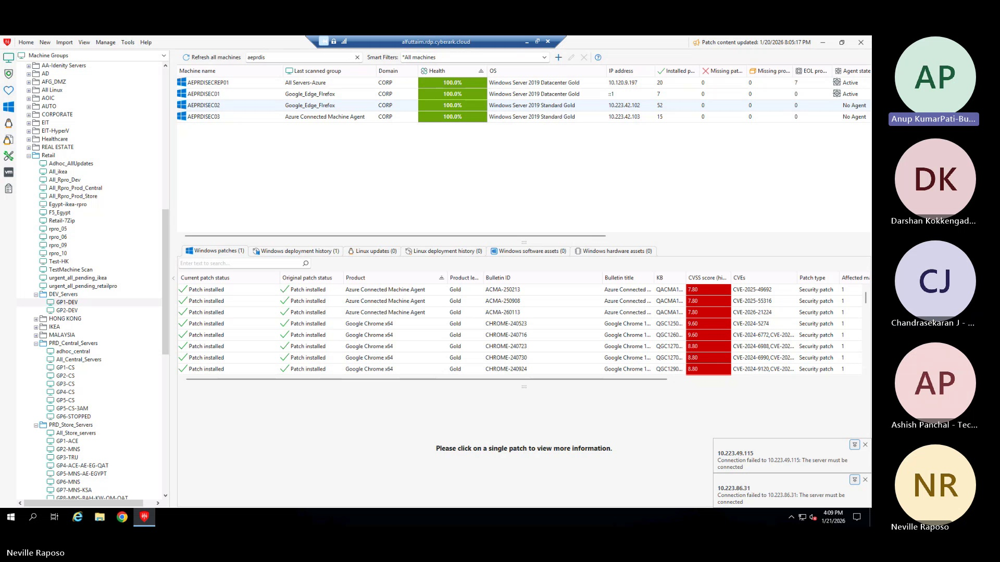 Home New Import View Manage Tools Help
alfuttaim.rdp.cyberark.cloud
Patch content updated: 1/20/2026 8:05:17 PM
Machine Groups
AA-Idenity Servers
AD
AFG_DMZ
All Linux
AOIC
AUTO
CORPORATE
EIT
EIT-HyperV
Healthcare
REAL ESTATE
Retail
Adhoc_AllUpdates
All_ikea
All_Rpro_Dev
All_Rpro_Prod_Central
All_Rpro_Prod_Store
Egypt-ikea-rpro
F5_Egypt
Retail-7Zip
rpro_05
rpro_06
rpro_09
rpro_10
Test-HK
TestMachine Scan
urgent_all_pending_ikea
urgent_all_pending_retailpro
DEV_Servers
GP1-DEV
GP2-DEV
HONG KONG
IKEA
MALAYSIA
PRD_Central_Servers
adhoc_central
All_Central_Servers
GP1-CS
GP2-CS
GP3-CS
GP4-CS
GP5-CS
GP5-CS-3AM
GP6-STOPPED
PRD_Store_Servers
All_Store_servers
GP1-ACE
GP2-MNS
GP3-TRU
GP4-ACE-AE-EG-QAT
GP5-MNS-AE-EGYPT
GP6-MNS
GP7-MNS-KSA
GP8-MNS-BAH-KW-OM-QAT
vm
Refresh all machines aeprdis Smart Filters: *All machines
Machine name Last scanned group Domain Health OS IP address Installed p... Missing pat... Missing pro... EOL pro... Agent state
AEPRDISECREP01 All Servers-Azure CORP 100.0% Windows Server 2019 Datacenter Gold 10.120.9.197 20 0 0 7 Active
AEPRDISEC01 Google_Edge_FIrefox CORP 100.0% Windows Server 2019 Datacenter Gold ::1 7 0 0 0 Active
AEPRDISEC02 Google_Edge_FIrefox CORP 100.0% Windows Server 2019 Standard Gold 10.223.42.102 52 0 0 0 No Agent
AEPRDISEC03 Azure Connected Machine Agent CORP 100.0% Windows Server 2019 Standard Gold 10.223.42.103 15 0 0 0 No Agent
Windows patches (1) Windows deployment history (1) Linux updates (0) Linux deployment history (0) Windows software assets (0) Windows hardware assets (0)
Enter text to search...
Current patch status Original patch status Product Product le... Bulletin ID Bulletin title KB CVSS score (hi... CVEs Patch type Affected ma
Patch installed Patch installed Azure Connected Machine Agent Gold ACMA-250213 Azure Connected ... QACMA1... 7.80 CVE-2025-49692 Security patch 1
Patch installed Patch installed Azure Connected Machine Agent Gold ACMA-250908 Azure Connected ... QACMA1... 7.80 CVE-2025-55316 Security patch 1
Patch installed Patch installed Azure Connected Machine Agent Gold ACMA-260113 Azure Connected ... QACMA1... 7.80 CVE-2026-21224 Security patch 1
Patch installed Patch installed Google Chrome x64 Gold CHROME-240523 Google Chrome 1... QGC1250... 9.60 CVE-2024-5274 Security patch 1
Patch installed Patch installed Google Chrome x64 Gold CHROME-240716 Google Chrome 1... QGC1260... 9.60 CVE-2024-6772,CVE-202... Security patch 1
Patch installed Patch installed Google Chrome x64 Gold CHROME-240723 Google Chrome 1... QGC1270... 8.80 CVE-2024-6988,CVE-202... Security patch 1
Patch installed Patch installed Google Chrome x64 Gold CHROME-240730 Google Chrome 1... QGC1270... 8.80 CVE-2024-6990,CVE-202... Security patch 1
Patch installed Patch installed Google Chrome x64 Gold CHROME-240924 Google Chrome 1... QGC1290... 8.80 CVE-2024-9120,CVE-202... Security patch 1
Please click on a single patch to view more information.
10.223.49.115
Connection failed to 10.223.49.115: The server must be
connected
10.223.86.31
Connection failed to 10.223.86.31: The server must be
connected
4:09 PM
1/21/2026
AP
Anup KumarPati-Bu...
DK
Darshan Kokkengad...
CJ
Chandrasekaran J - ...
AP
Ashish Panchal - Tec...
NR
Neville Raposo
Neville Raposo